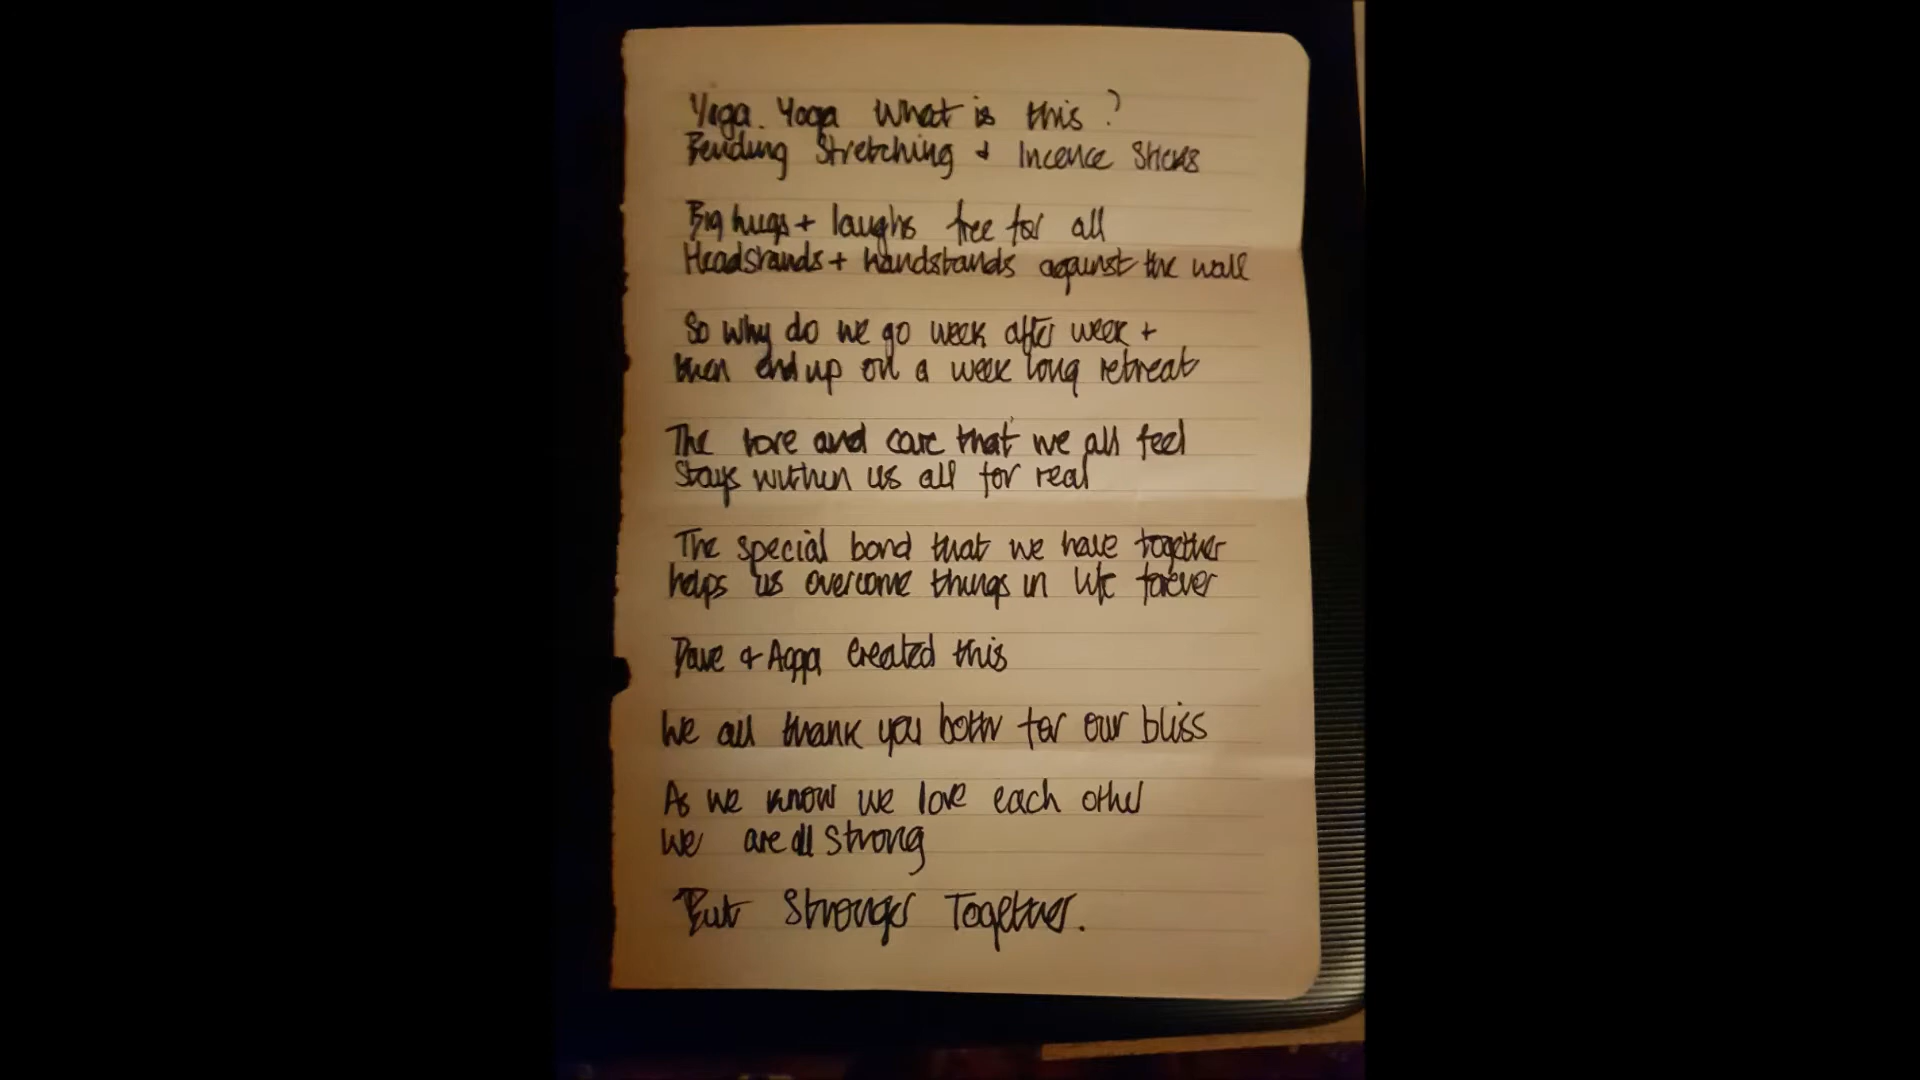 Yoga. Yoga What is this?
Bending Stretching + Incence Sticks
Big hugs + laughs free for all
Headstands + handstands against the wall
So why do we go week after week +
then end up on a week long retreat
The love and care that we all feel
Stays within us all for real
The special bond that we have together
helps us overcome things in life forever
Dave + Agga Created this
We all thank you both for our bliss
As we know we love each other
We are all Strong
But Stronger Together.